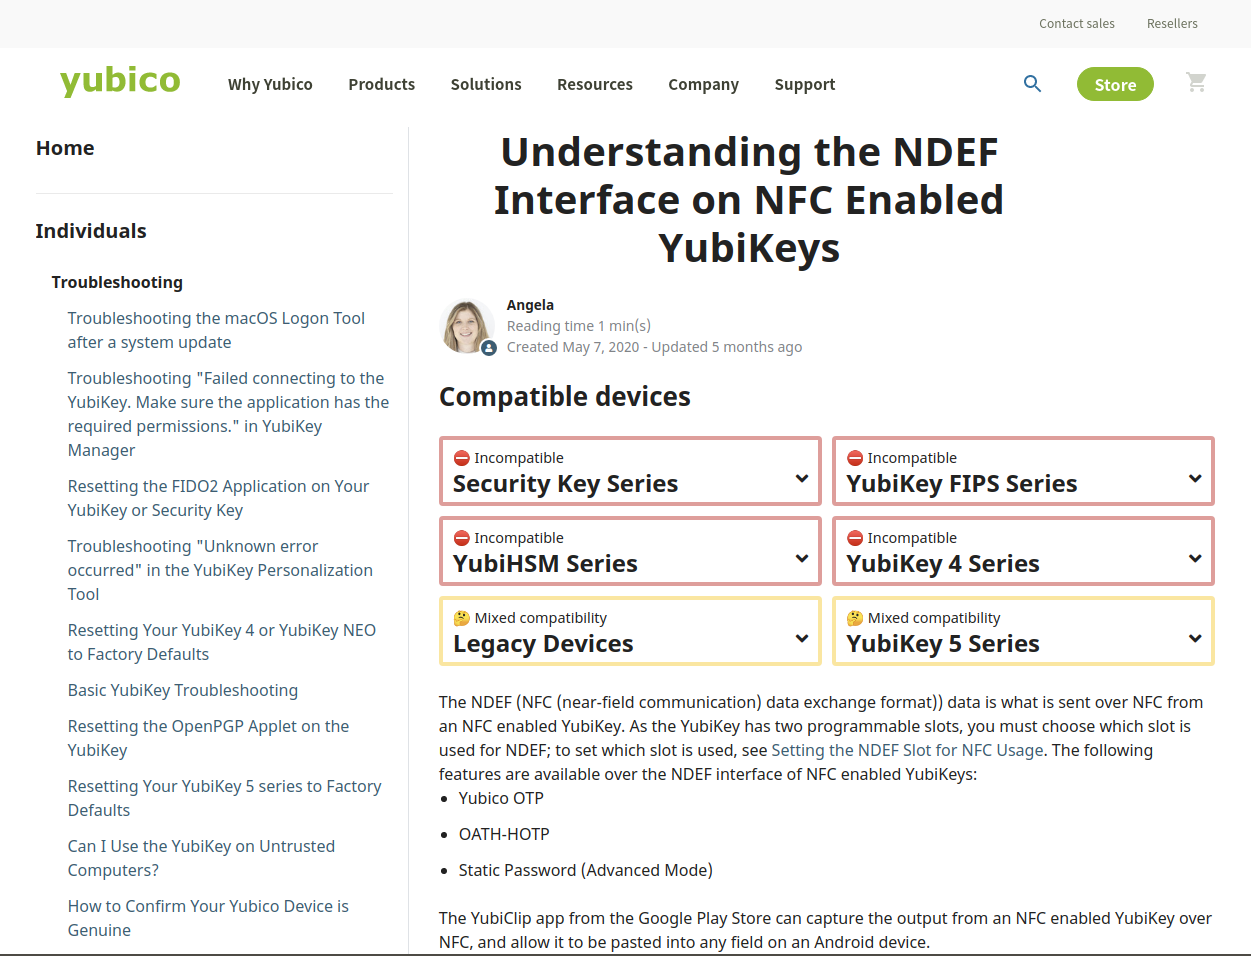 Contact sales
Resellers
yubico
Why Yubico
Products
Solutions
Resources
Company
Support
Store
Home
Individuals
Troubleshooting
Troubleshooting the macOS Logon Tool
after a system update
Troubleshooting "Failed connecting to the
YubiKey. Make sure the application has the
required permissions." in YubiKey
Manager
Resetting the FIDO2 Application on Your
YubiKey or Security Key
Troubleshooting "Unknown error
occurred" in the YubiKey Personalization
Tool
Resetting Your YubiKey 4 or YubiKey NEO
to Factory Defaults
Basic YubiKey Troubleshooting
Resetting the OpenPGP Applet on the
YubiKey
Resetting Your YubiKey 5 series to Factory
Defaults
Can I Use the YubiKey on Untrusted
Computers?
How to Confirm Your Yubico Device is
Genuine
Understanding the NDEF
Interface on NFC Enabled
YubiKeys
Angela
Reading time 1 min(s)
Created May 7, 2020 - Updated 5 months ago
Compatible devices
Incompatible
Security Key Series
Incompatible
YubiKey FIPS Series
Incompatible
YubiHSM Series
Incompatible
YubiKey 4 Series
Mixed compatibility
Legacy Devices
Mixed compatibility
YubiKey 5 Series
The NDEF (NFC (near-field communication) data exchange format)) data is what is sent over NFC from
an NFC enabled YubiKey. As the YubiKey has two programmable slots, you must choose which slot is
used for NDEF; to set which slot is used, see Setting the NDEF Slot for NFC Usage. The following
features are available over the NDEF interface of NFC enabled YubiKeys:
• Yubico OTP
• OATH-HOTP
• Static Password (Advanced Mode)
The YubiClip app from the Google Play Store can capture the output from an NFC enabled YubiKey over
NFC, and allow it to be pasted into any field on an Android device.